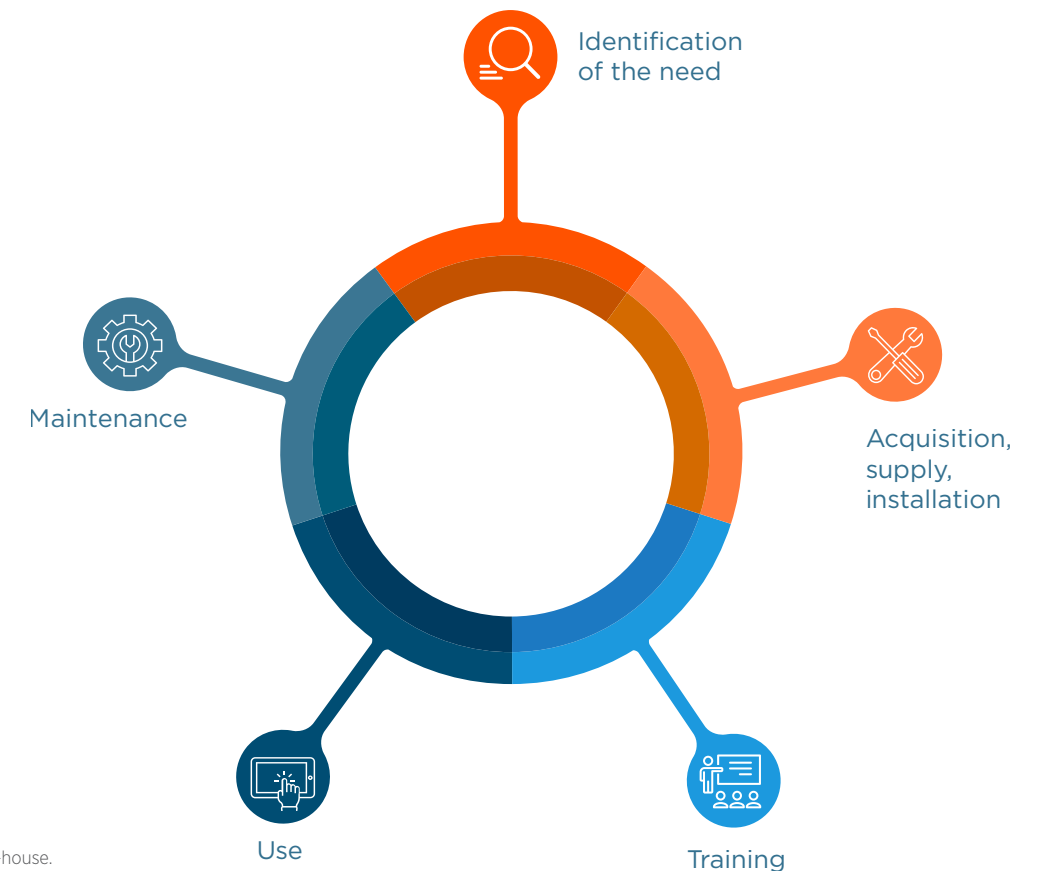 Identification
of the need
Acquisition,
supply,
installation
Training
Use
Maintenance
house.